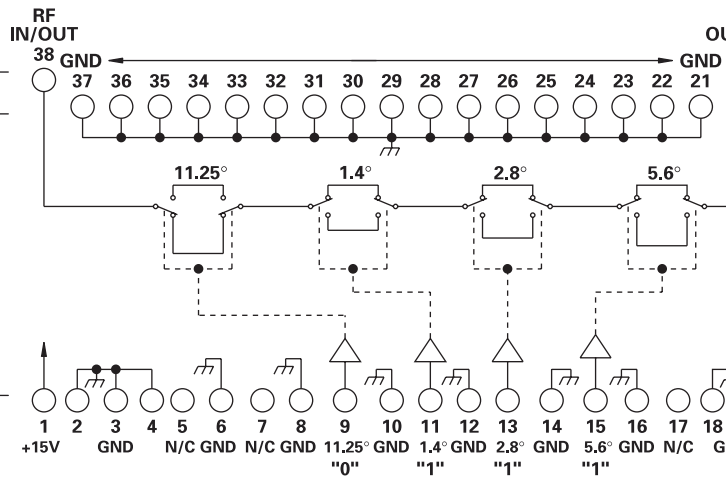 RF
IN/OUT
OU
38 GND GND
37 36 35 34 33 32 31 30 29 28 27 26 25 24 23 22 21
11.25° 1.4° 2.8° 5.6°
1 2 3 4 5 6 7 8 9 10 11 12 13 14 15 16 17 18
+15V GND N/C GND N/C GND 11.25° GND 1.4° GND 2.8° GND 5.6° GND N/C G
"0" "1" "1" "1"